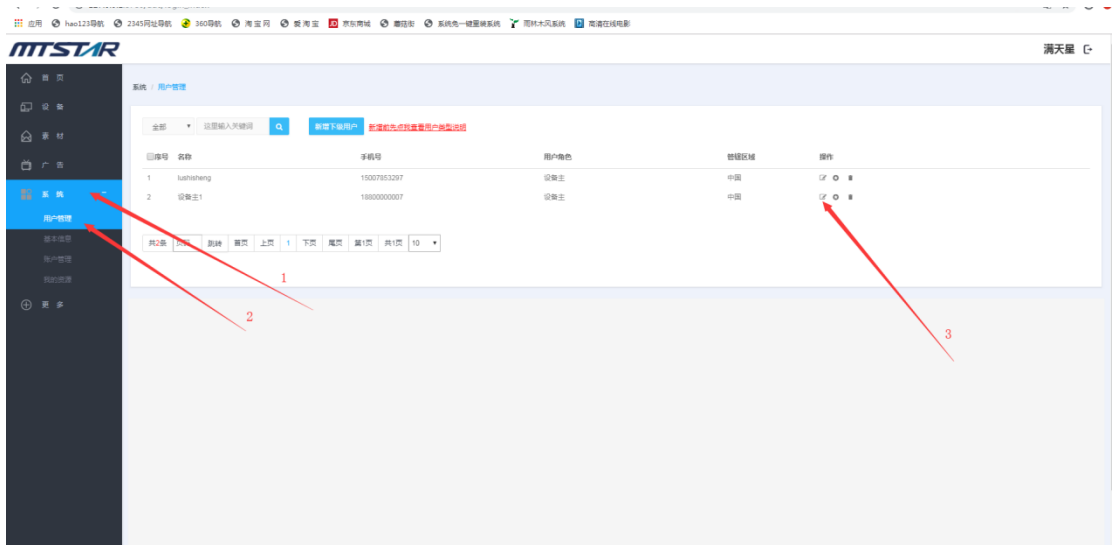 应用 hao123导航 2345网址导航 360导航 淘宝网 爱淘宝 JD 京东商城 蘑菇街 系统兔一键重装系统 雨林木风系统 高清在线电影
MTSTAR 满天星
首页
系统 / 用户管理
设备
素材
全部 这里输入关键词 新增下级用户 新增前先点我查看用户类型说明
广告
序号 名称 手机号 用户角色 管辖区域 操作
1 lushisheng 15007853297 设备主 中国
系统
2 设备主1 18800000007 设备主 中国
用户管理
基本信息
共2条 跳转 首页 上页 1 下页 尾页 第1页 共1页 10
账户管理
我的资源
1
更多
2
3